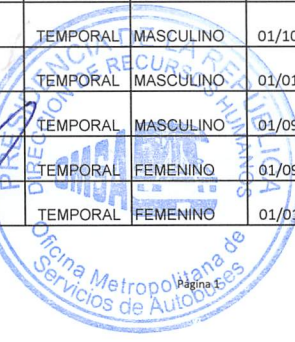 TEMPORAL MASCULINO 01/10
TEMPORAL MASCULINO 01/01
TEMPORAL MASCULINO 01/09
TEMPORAL FEMENINO 01/09
TEMPORAL FEMENINO 01/01
PRESIDENCIA DE LA REPUBLICA
DIRECCION DE RECURSOS HUMANOS
OMSA
Oficina Metropolitana de
Servicios de Autobuses
Página 1